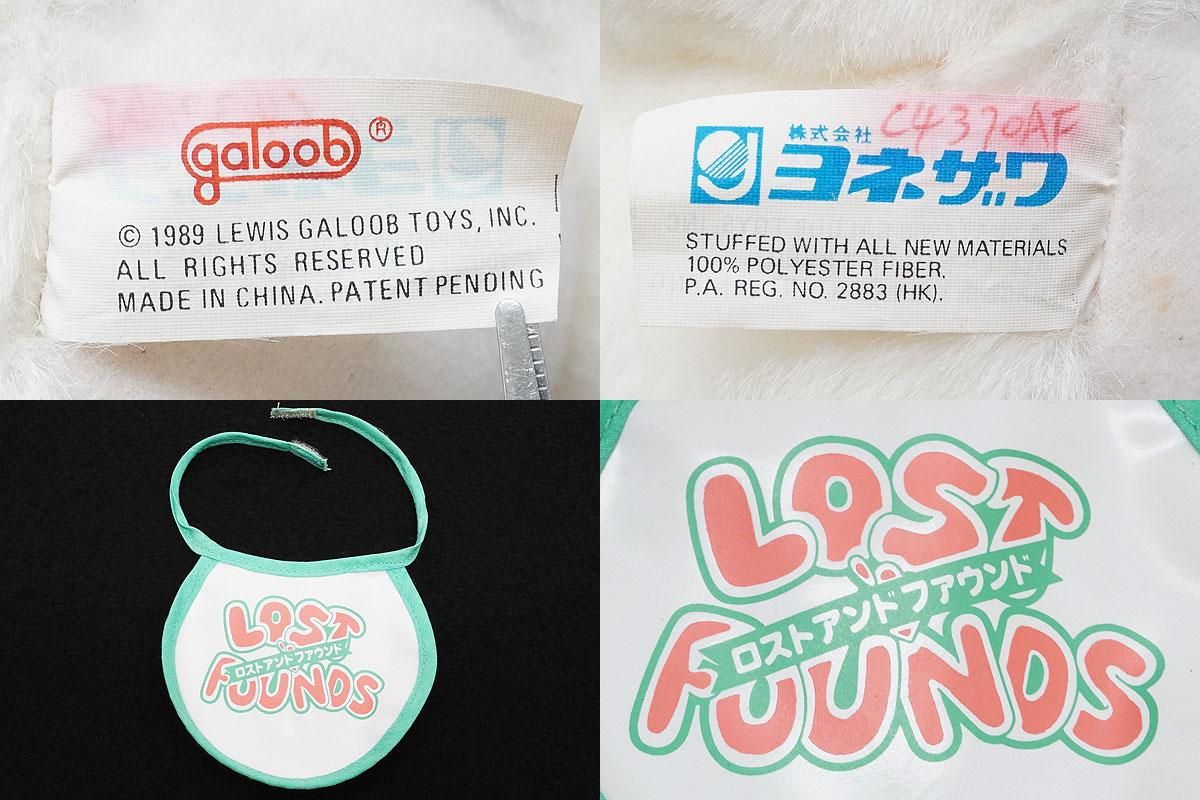 galoob®
© 1989 LEWIS GALOOB TOYS, INC.
ALL RIGHTS RESERVED
MADE IN CHINA. PATENT PENDING
C4370AF
株式会社
ヨネザワ
STUFFED WITH ALL NEW MATERIALS
100% POLYESTER FIBER.
P.A. REG. NO. 2883 (HK).
LOST
ロストアンドファウンド
FOUNDS
LOST
ロストアンドファウンド
FOUNDS